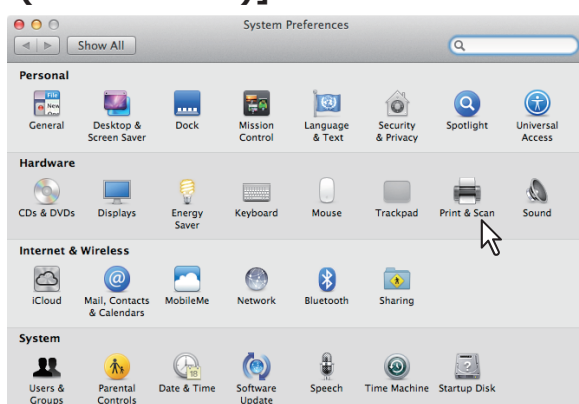 System Preferences
Show All
Personal
General
Desktop &
Screen Saver
Dock
Mission
Control
Language
& Text
Security
& Privacy
Spotlight
Universal
Access
Hardware
CDs & DVDs
Displays
Energy
Saver
Keyboard
Mouse
Trackpad
Print & Scan
Sound
Internet & Wireless
iCloud
Mail, Contacts
& Calendars
MobileMe
Network
Bluetooth
Sharing
System
Users &
Groups
Parental
Controls
Date & Time
Software
Update
Speech
Time Machine
Startup Disk